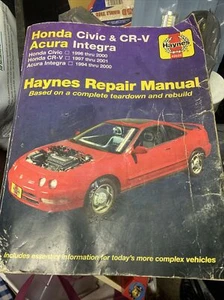 Honda Civic & CR-V
Acura Integra
Honda Civic □ 1996 thru 2000
Honda CR-V □ 1997 thru 2001
Acura Integra □ 1994 thru 2000
Haynes
Haynes Repair Manual
Based on a complete teardown and rebuild
Includes essential information for today's more complex vehicles